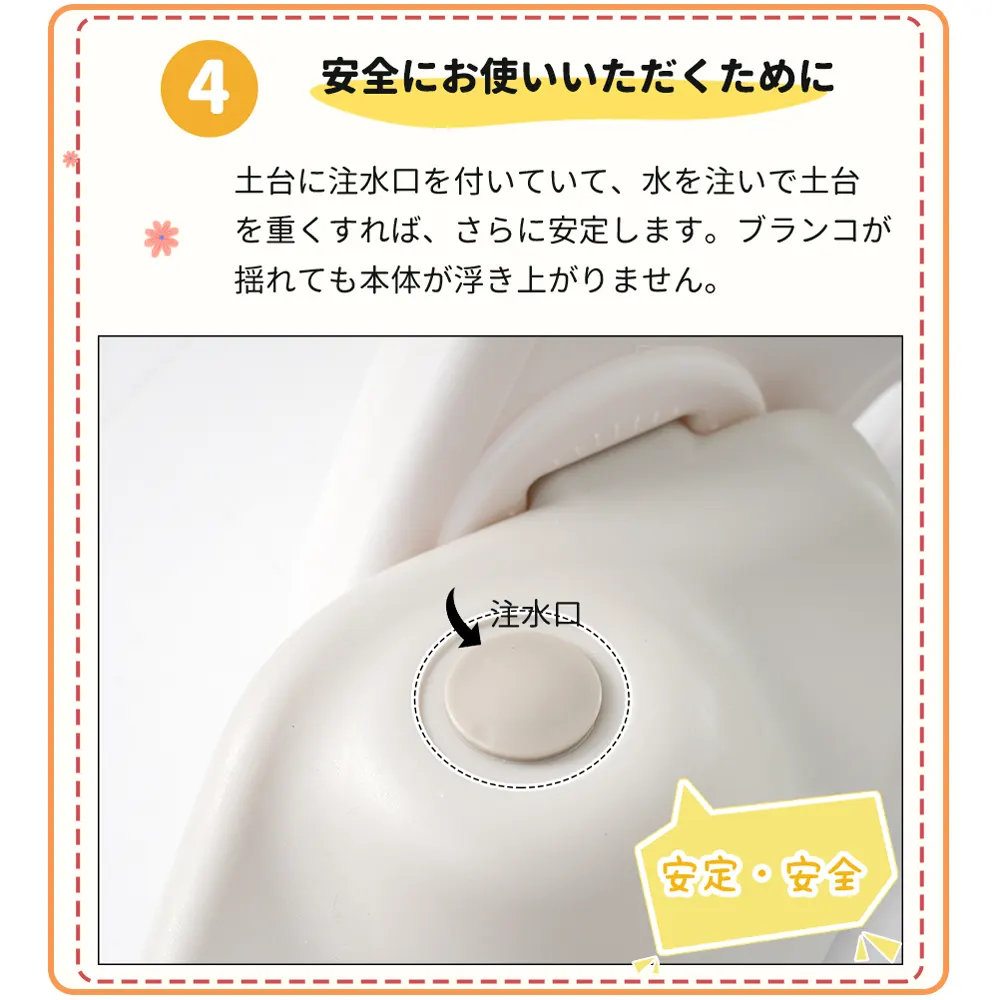 4
安全にお使いいただくために
土台に注水口を付いていて、水を注いで土台
を重くすれば、さらに安定します。ブランコが
揺れても本体が浮き上がりません。
注水口
安定・安全